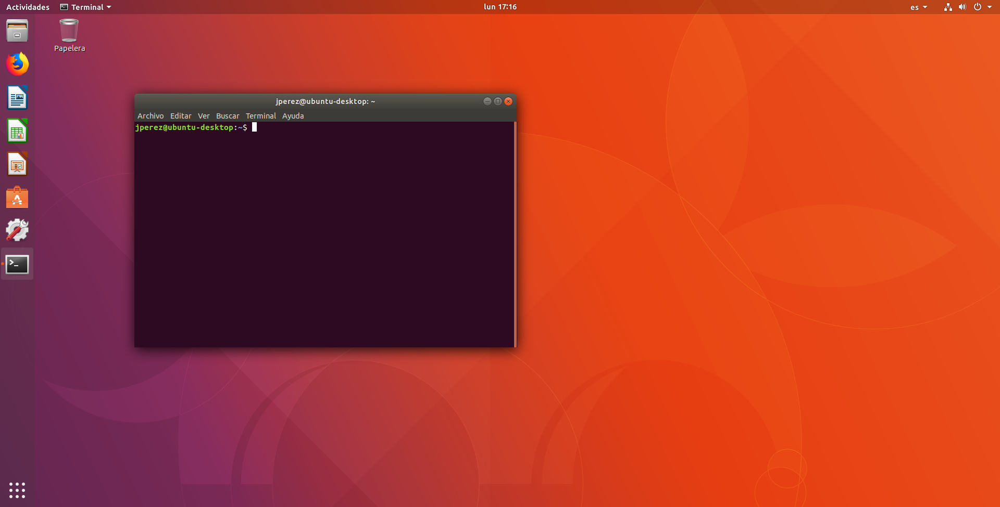 Actividades Terminal lun 17:16 es
Papelera
jperez@ubuntu-desktop: ~
Archivo Editar Ver Buscar Terminal Ayuda
jperez@ubuntu-desktop:~$